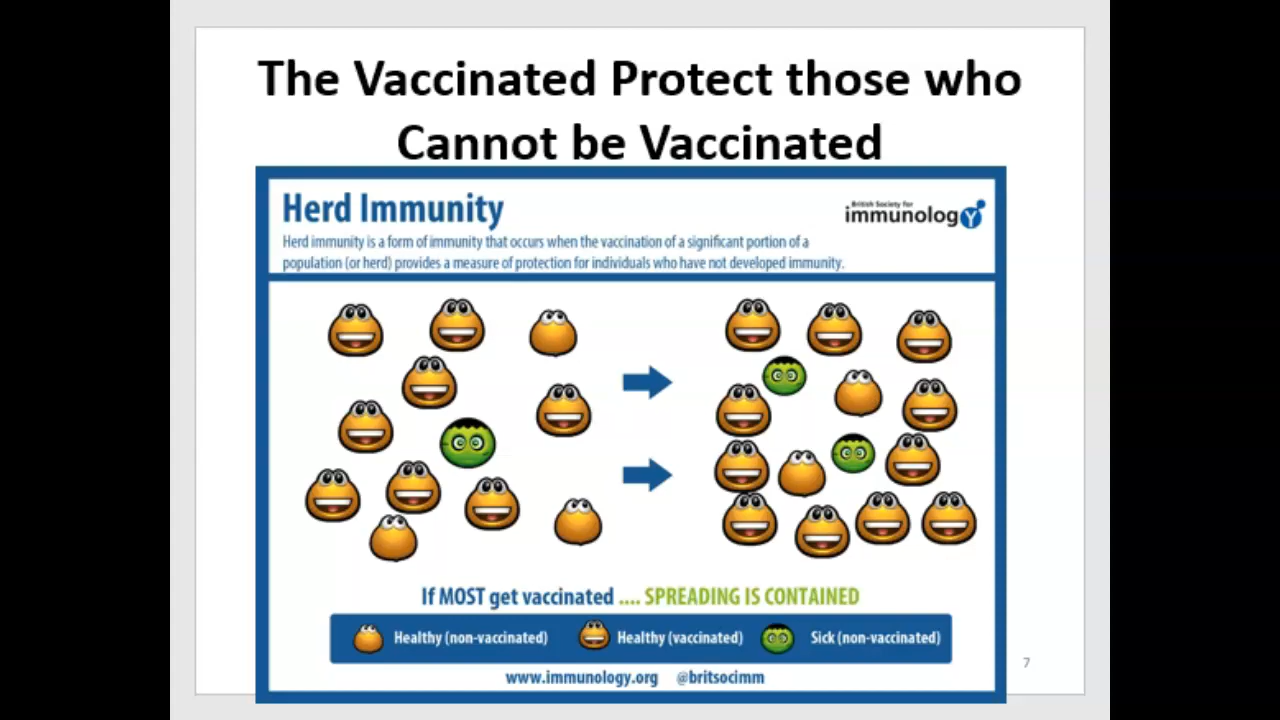 The Vaccinated Protect those who
Cannot be Vaccinated
Herd Immunity
British Society for
immunology
Herd immunity is a form of immunity that occurs when the vaccination of a significant portion of a
population (or herd) provides a measure of protection for individuals who have not developed immunity.
If MOST get vaccinated .... SPREADING IS CONTAINED
Healthy (non-vaccinated) Healthy (vaccinated) Sick (non-vaccinated)
www.immunology.org @britsocimm
7